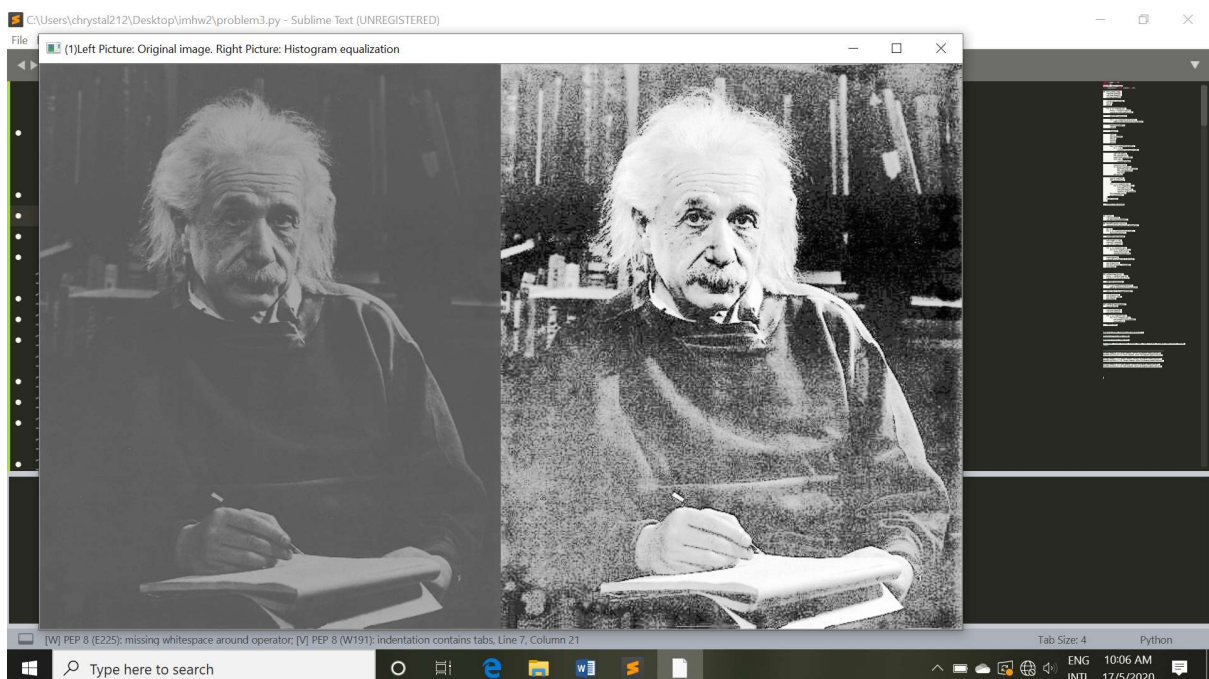 C:\Users\chrystal212\Desktop\imhw2\problem3.py - Sublime Text (UNREGISTERED)
File
(1)Left Picture: Original image. Right Picture: Histogram equalization
[W] PEP 8 (E225): missing whitespace around operator; [V] PEP 8 (W191): indentation contains tabs, Line 7, Column 21
Tab Size: 4
Python
Type here to search
ENG
INTL
10:06 AM
17/5/2020